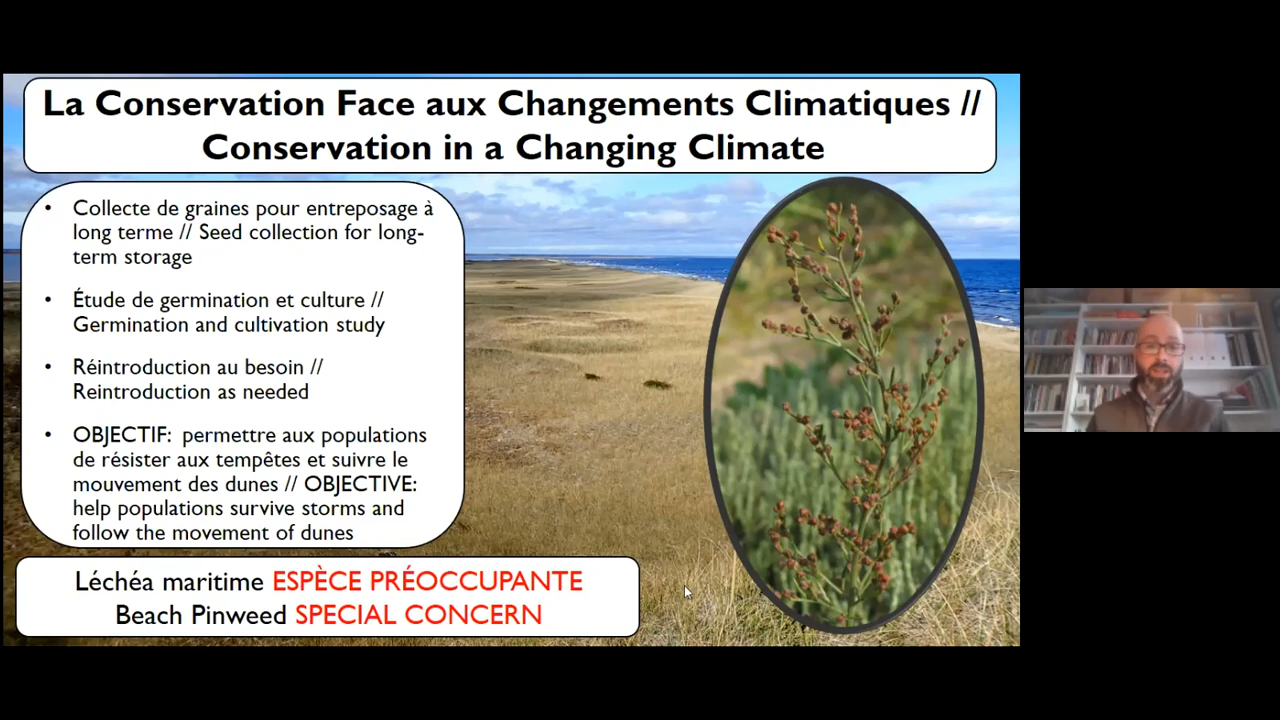 La Conservation Face aux Changements Climatiques //
Conservation in a Changing Climate
• Collecte de graines pour entreposage à
long terme // Seed collection for long-
term storage
• Étude de germination et culture //
Germination and cultivation study
• Réintroduction au besoin //
Reintroduction as needed
• OBJECTIF: permettre aux populations
de résister aux tempêtes et suivre le
mouvement des dunes // OBJECTIVE:
help populations survive storms and
follow the movement of dunes
Léchéa maritime ESPÈCE PRÉOCCUPANTE
Beach Pinweed SPECIAL CONCERN